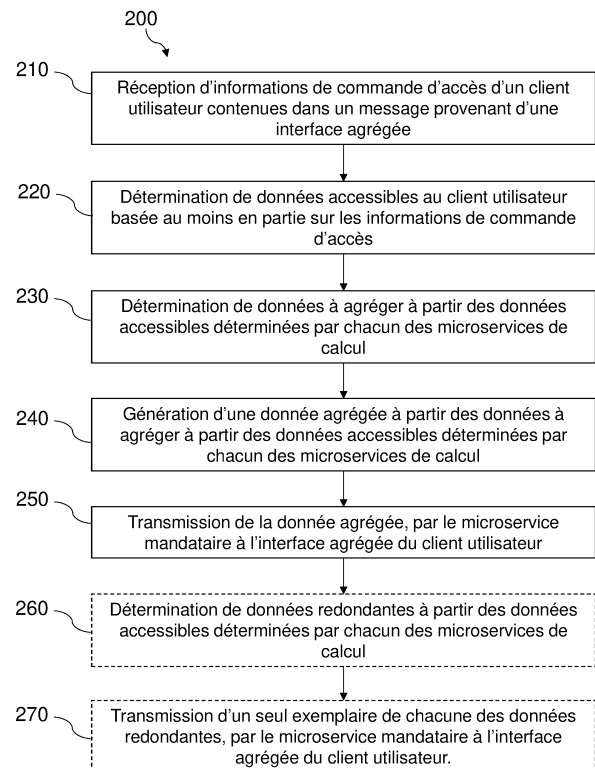 200
210
Réception d'informations de commande d'accès d'un client
utilisateur contenues dans un message provenant d'une
interface agrégée
220
Détermination de données accessibles au client utilisateur
basée au moins en partie sur les informations de commande
d'accès
230
Détermination de données à agréger à partir des données
accessibles déterminées par chacun des microservices de
calcul
240
Génération d'une donnée agrégée à partir des données à
agréger à partir des données accessibles déterminées par
chacun des microservices de calcul
250
Transmission de la donnée agrégée, par le microservice
mandataire à l'interface agrégée du client utilisateur
260
Détermination de données redondantes à partir des données
accessibles déterminées par chacun des microservices de
calcul
270
Transmission d'un seul exemplaire de chacune des données
redondantes, par le microservice mandataire à l'interface
agrégée du client utilisateur.